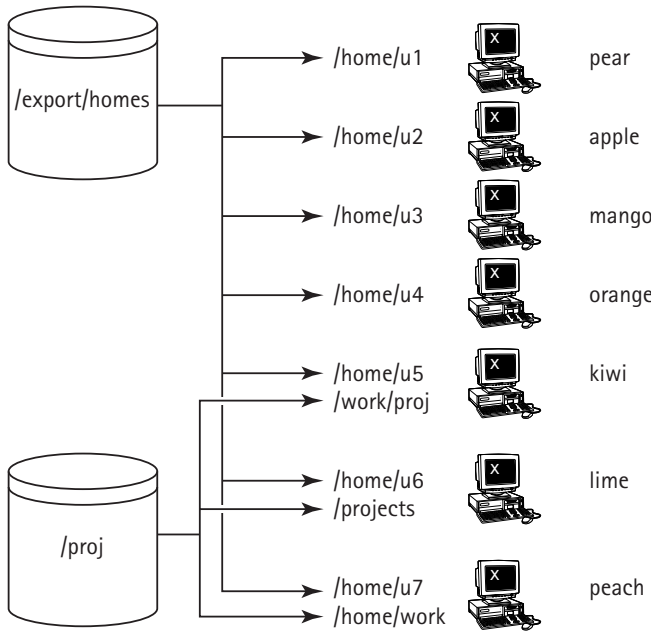 /export/homes
/home/u1 X pear
/home/u2 X apple
/home/u3 X mango
/home/u4 X orange
/home/u5 X kiwi
/work/proj
/proj
/home/u6 X lime
/projects
/home/u7 X peach
/home/work